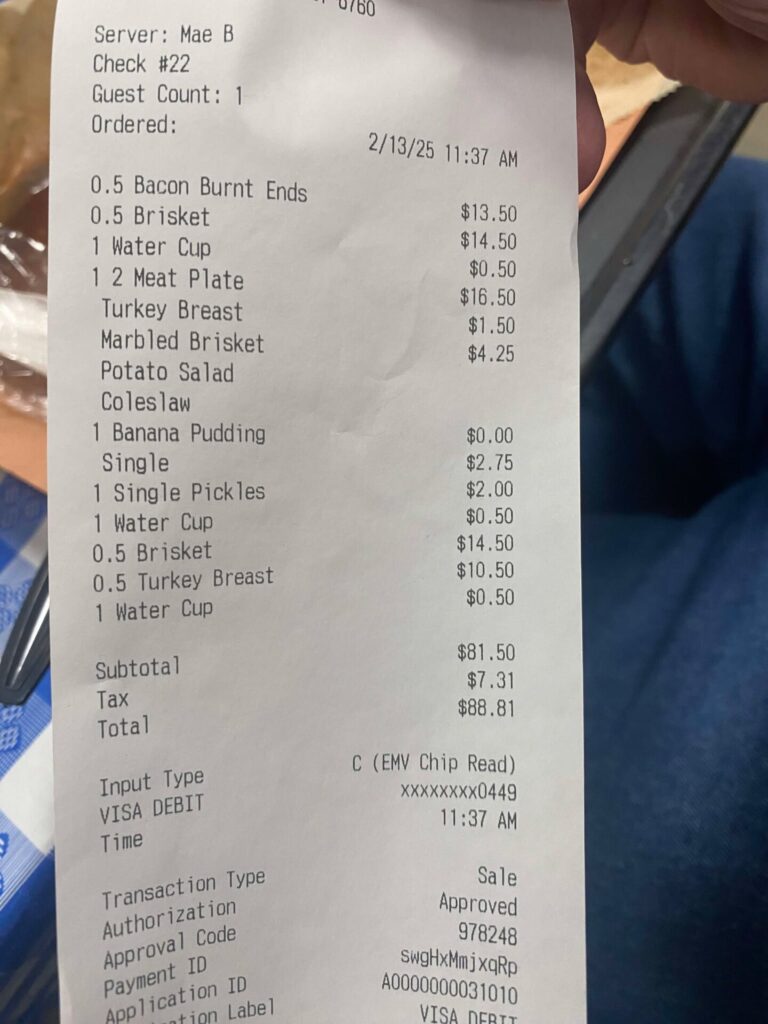 Server: Mae B
Check #22
Guest Count: 1
Ordered: 2/13/25 11:37 AM
0.5 Bacon Burnt Ends $13.50
0.5 Brisket $14.50
1 Water Cup $0.50
1 2 Meat Plate $16.50
Turkey Breast $1.50
Marbled Brisket $4.25
Potato Salad
Coleslaw
1 Banana Pudding $0.00
Single $2.75
1 Single Pickles $2.00
1 Water Cup $0.50
0.5 Brisket $14.50
0.5 Turkey Breast $10.50
1 Water Cup $0.50
Subtotal $81.50
Tax $7.31
Total $88.81
Input Type C (EMV Chip Read)
VISA DEBIT xxxxxxxx0449
Time 11:37 AM
Transaction Type Sale
Authorization Approved
Approval Code 978248
Payment ID swgHxMmjxqRp
Application ID A0000000031010
Label VISA DEBIT